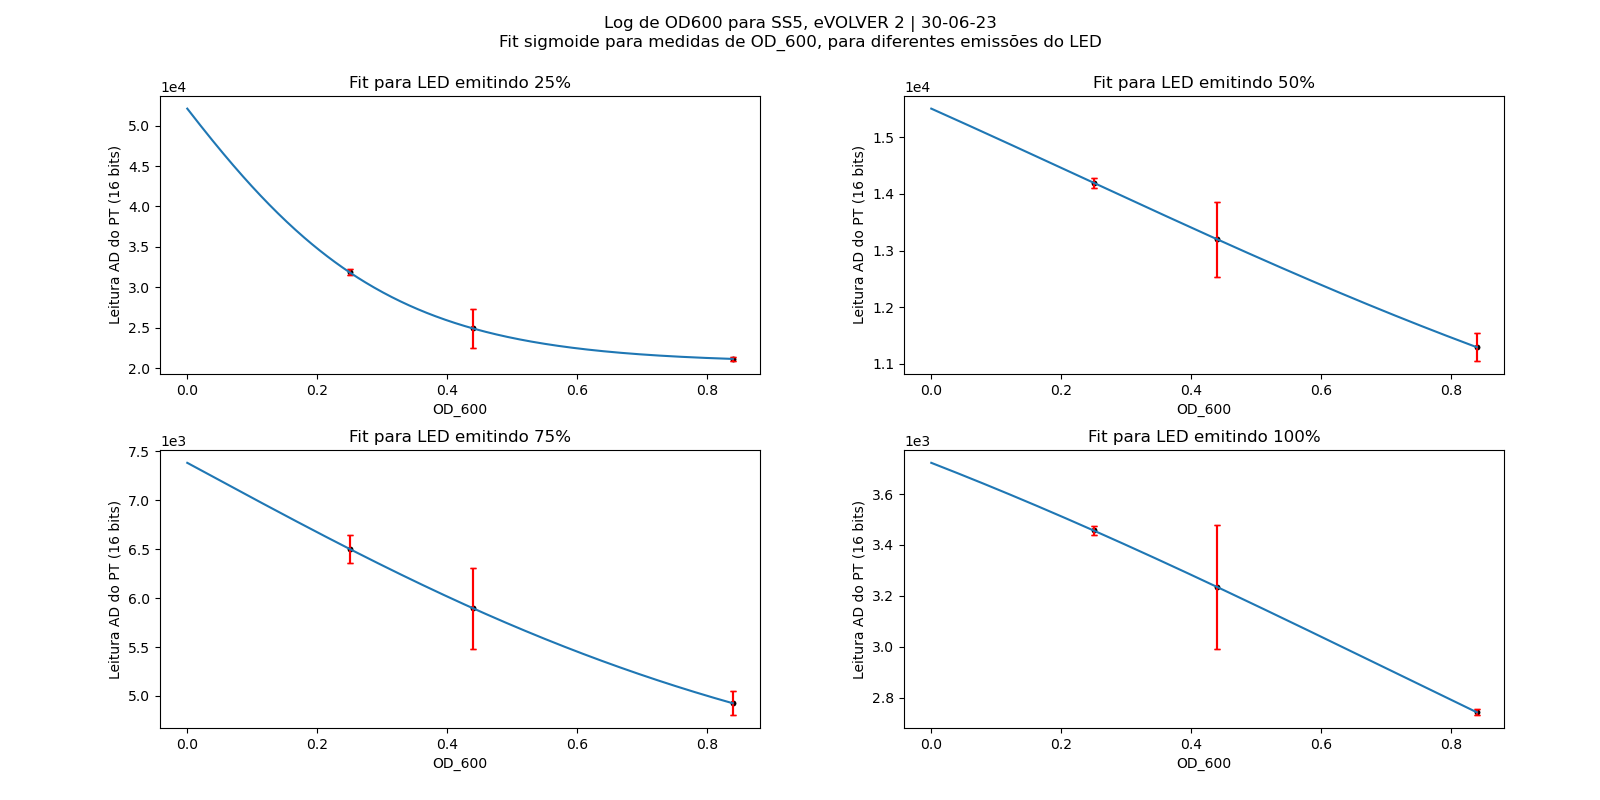 Log de OD600 para SS5, eVOLVER 2 | 30-06-23
Fit sigmoide para medidas de OD_600, para diferentes emissões do LED
Fit para LED emitindo 25%
1e4
Leitura AD do PT (16 bits)
5.0
4.5
4.0
3.5
3.0
2.5
2.0
0.0 0.2 0.4 0.6 0.8
OD_600
Fit para LED emitindo 50%
1e4
Leitura AD do PT (16 bits)
1.5
1.4
1.3
1.2
1.1
0.0 0.2 0.4 0.6 0.8
OD_600
Fit para LED emitindo 75%
1e3
Leitura AD do PT (16 bits)
7.5
7.0
6.5
6.0
5.5
5.0
0.0 0.2 0.4 0.6 0.8
OD_600
Fit para LED emitindo 100%
1e3
Leitura AD do PT (16 bits)
3.6
3.4
3.2
3.0
2.8
0.0 0.2 0.4 0.6 0.8
OD_600